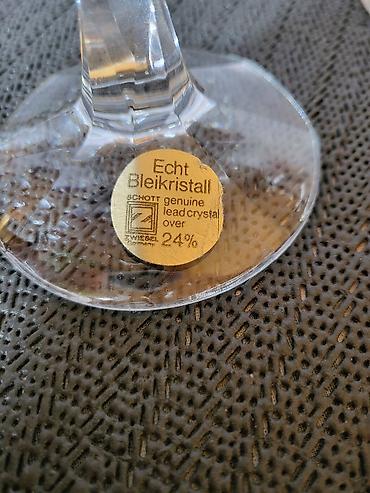 Echt
Bleikristall
SCHOTT genuine
Z lead crystal
over
ZWIESEL 24%